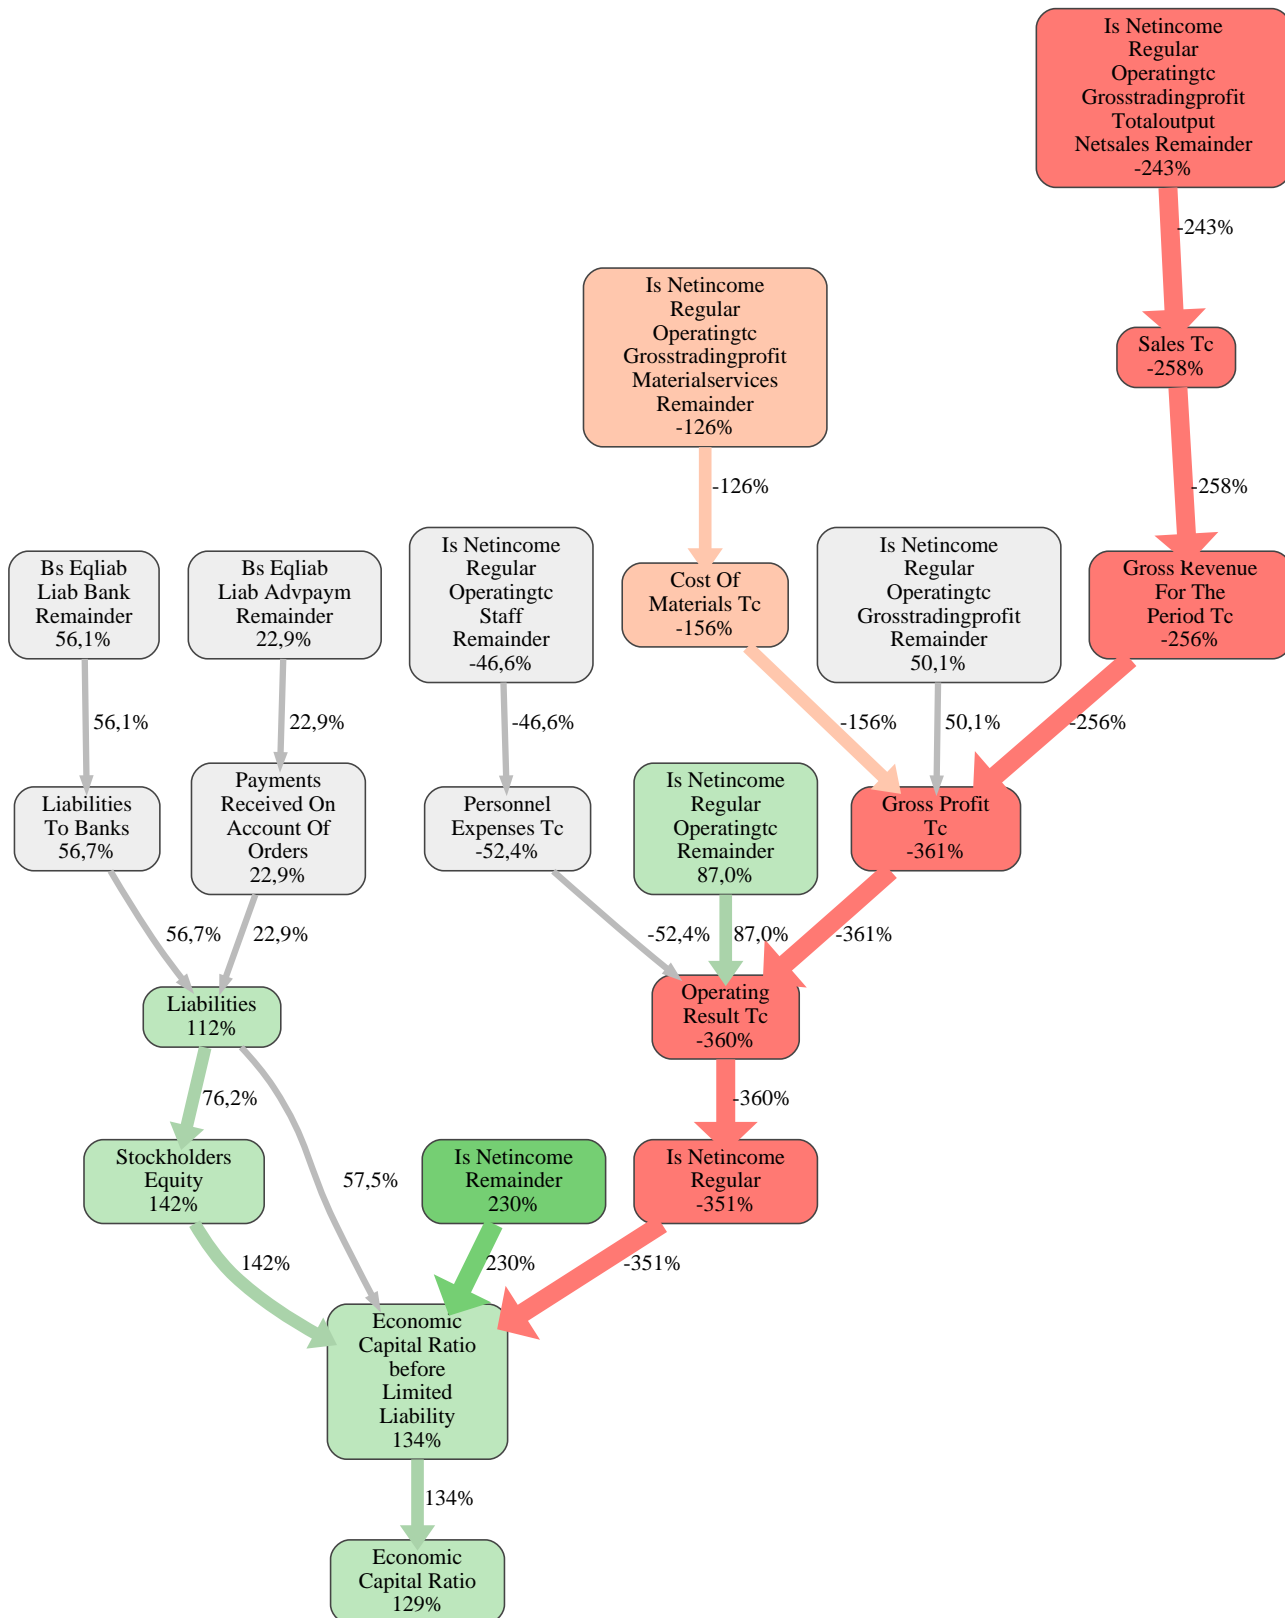 Is Netincome
Regular
Operatingtc
Grosstradingprofit
Totaloutput
Netsales Remainder
-243%
-243%
Is Netincome
Regular
Operatingtc
Grosstradingprofit
Materialservices
Remainder
-126%
Sales Tc
-258%
-126%
-258%
Bs Eqliab
Liab Bank
Remainder
56,1%
Bs Eqliab
Liab Advpaym
Remainder
22,9%
Is Netincome
Regular
Operatingtc
Staff
Remainder
-46,6%
Cost Of
Materials Tc
-156%
Is Netincome
Regular
Operatingtc
Grosstradingprofit
Remainder
50,1%
Gross Revenue
For The
Period Tc
-256%
56,1%
22,9%
-46,6%
-156%
50,1%
-256%
Liabilities
To Banks
56,7%
Payments
Received On
Account Of
Orders
22,9%
Personnel
Expenses Tc
-52,4%
Is Netincome
Regular
Operatingtc
Remainder
87,0%
Gross Profit
Tc
-361%
56,7%
22,9%
-52,4%
87,0%
-361%
Liabilities
112%
Operating
Result Tc
-360%
76,2%
-360%
Stockholders
Equity
142%
57,5%
Is Netincome
Remainder
230%
Is Netincome
Regular
-351%
142%
230%
-351%
Economic
Capital Ratio
before
Limited
Liability
134%
134%
Economic
Capital Ratio
129%